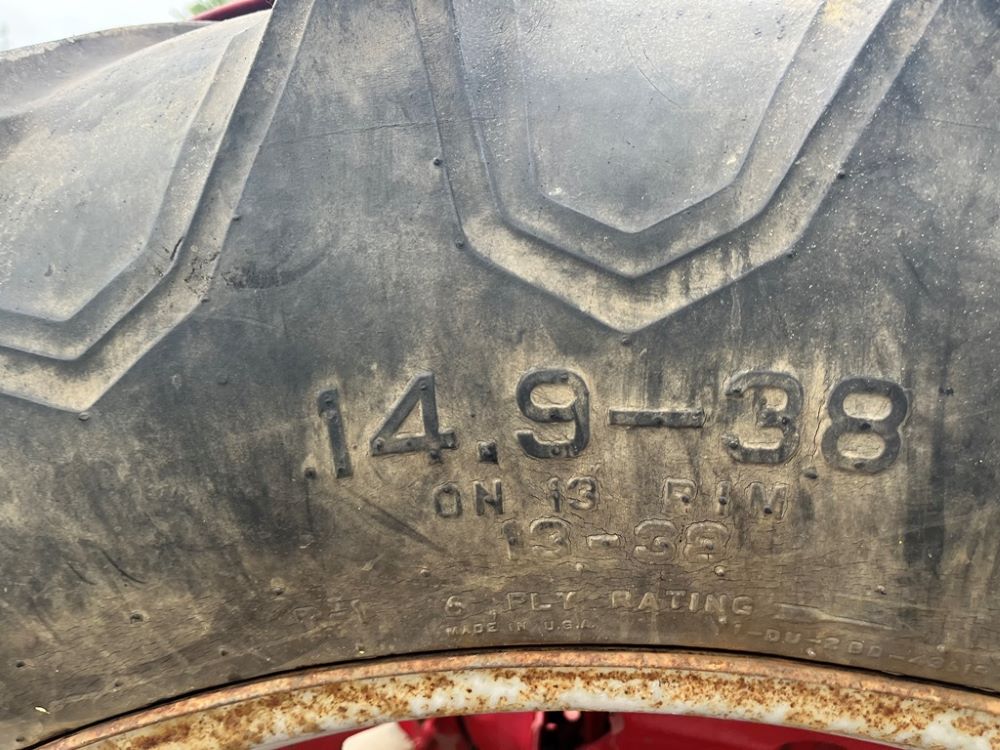 14.9-38
ON 13 RIM
13-38
6 PLY RATING
MADE IN U.S.A.